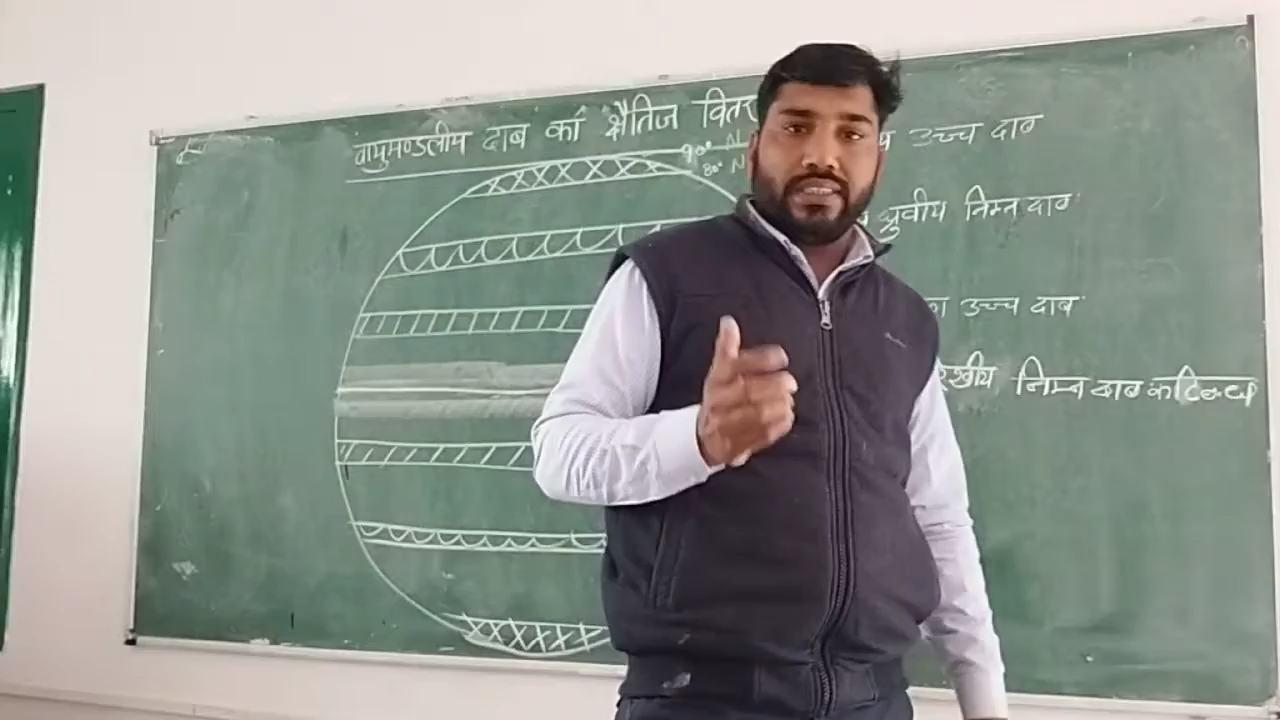 वायुमण्डलीय दाब का क्षैतिज वितर
90° N
80° N
य उच्च दाब
ध्रुवीय निम्न दाब
का उच्च दाब
रेखीय निम्न दाब कटिबन्ध